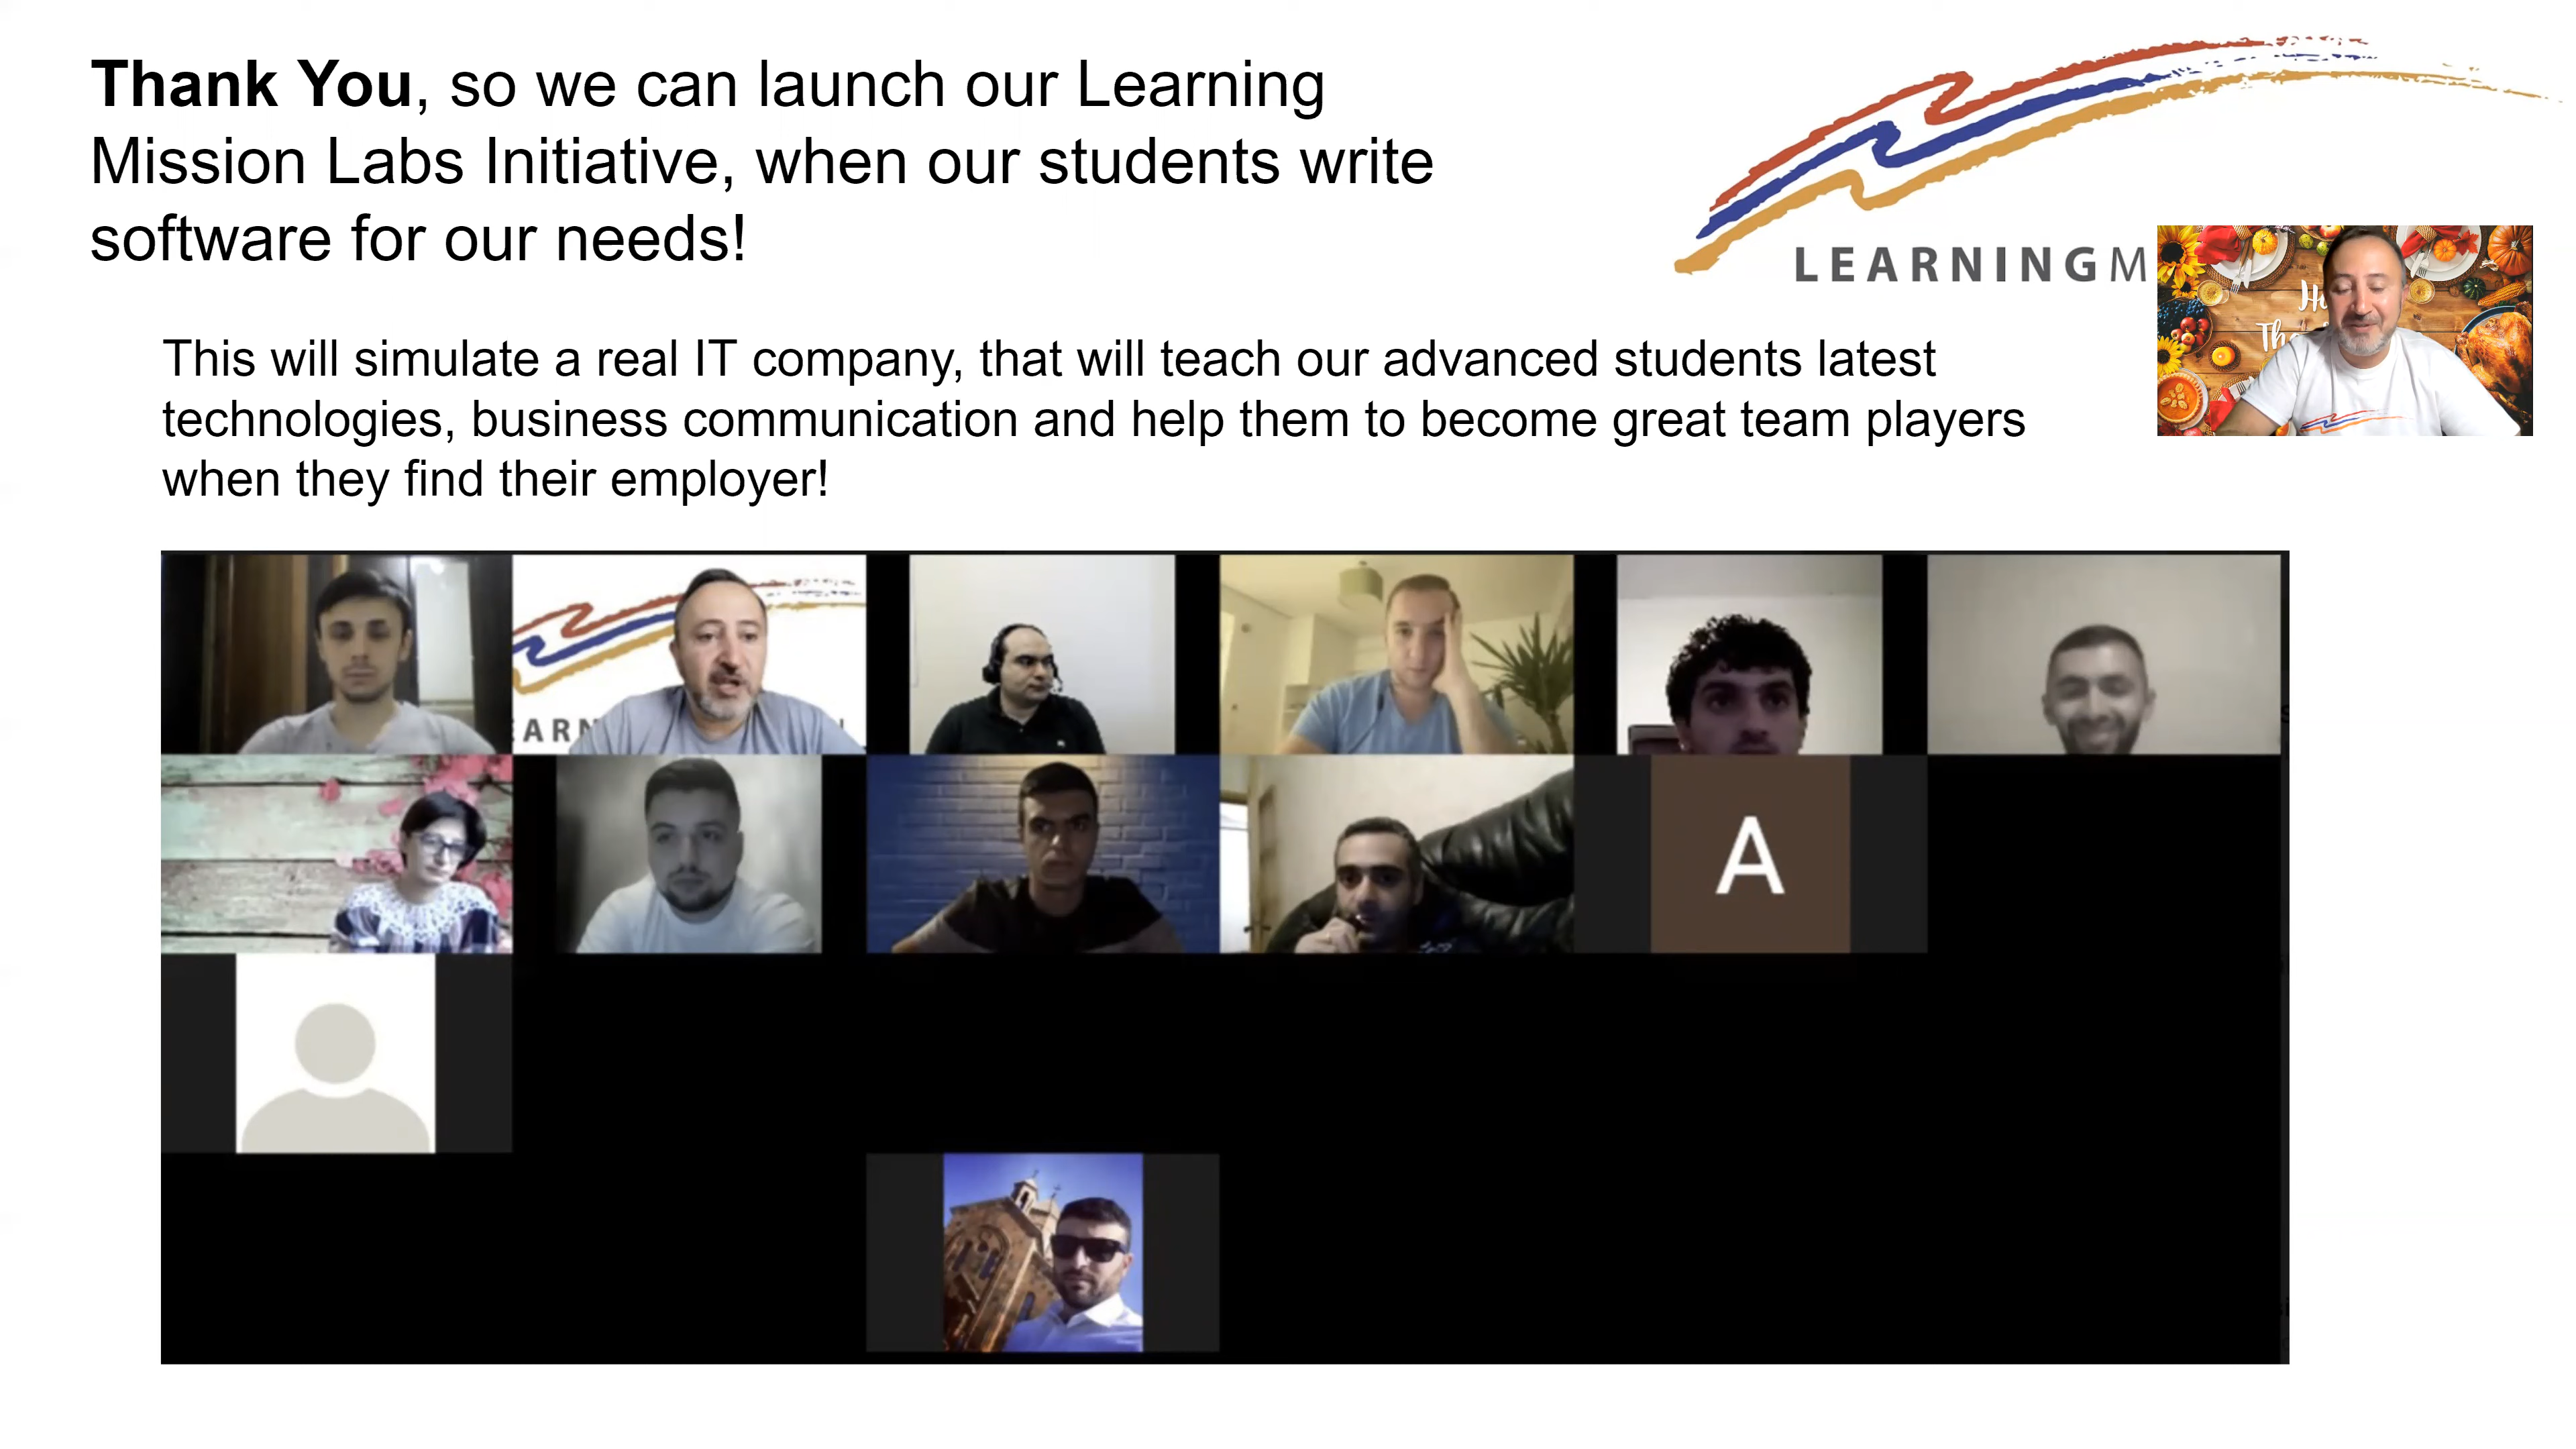 Thank You, so we can launch our Learning
Mission Labs Initiative, when our students write
software for our needs!
LEARNINGM
This will simulate a real IT company, that will teach our advanced students latest
technologies, business communication and help them to become great team players
when they find their employer!
EARN
A